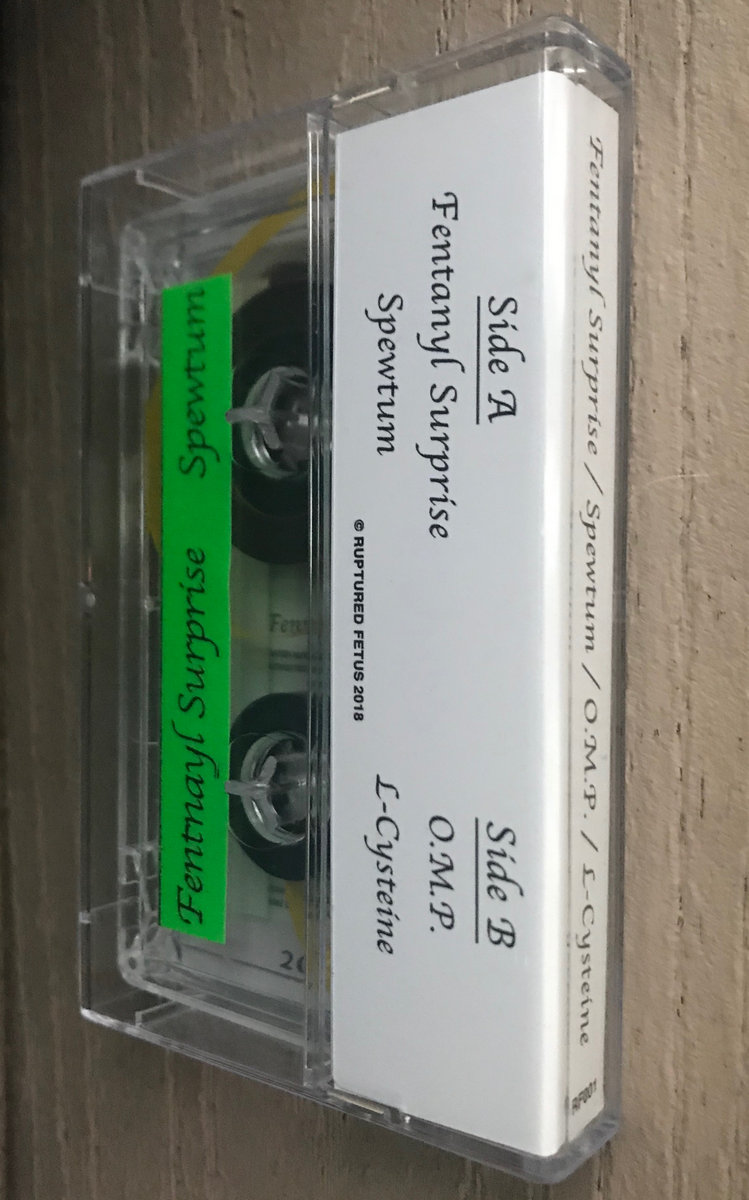 Fentanyl Surprise / Spewtum / O.M.P. / L-Cysteine
RF001
Side A
Fentanyl Surprise
Spewtum
Side B
O.M.P.
L-Cysteine
© RUPTURED FETUS 2018
Fentnayl Surprise Spewtum